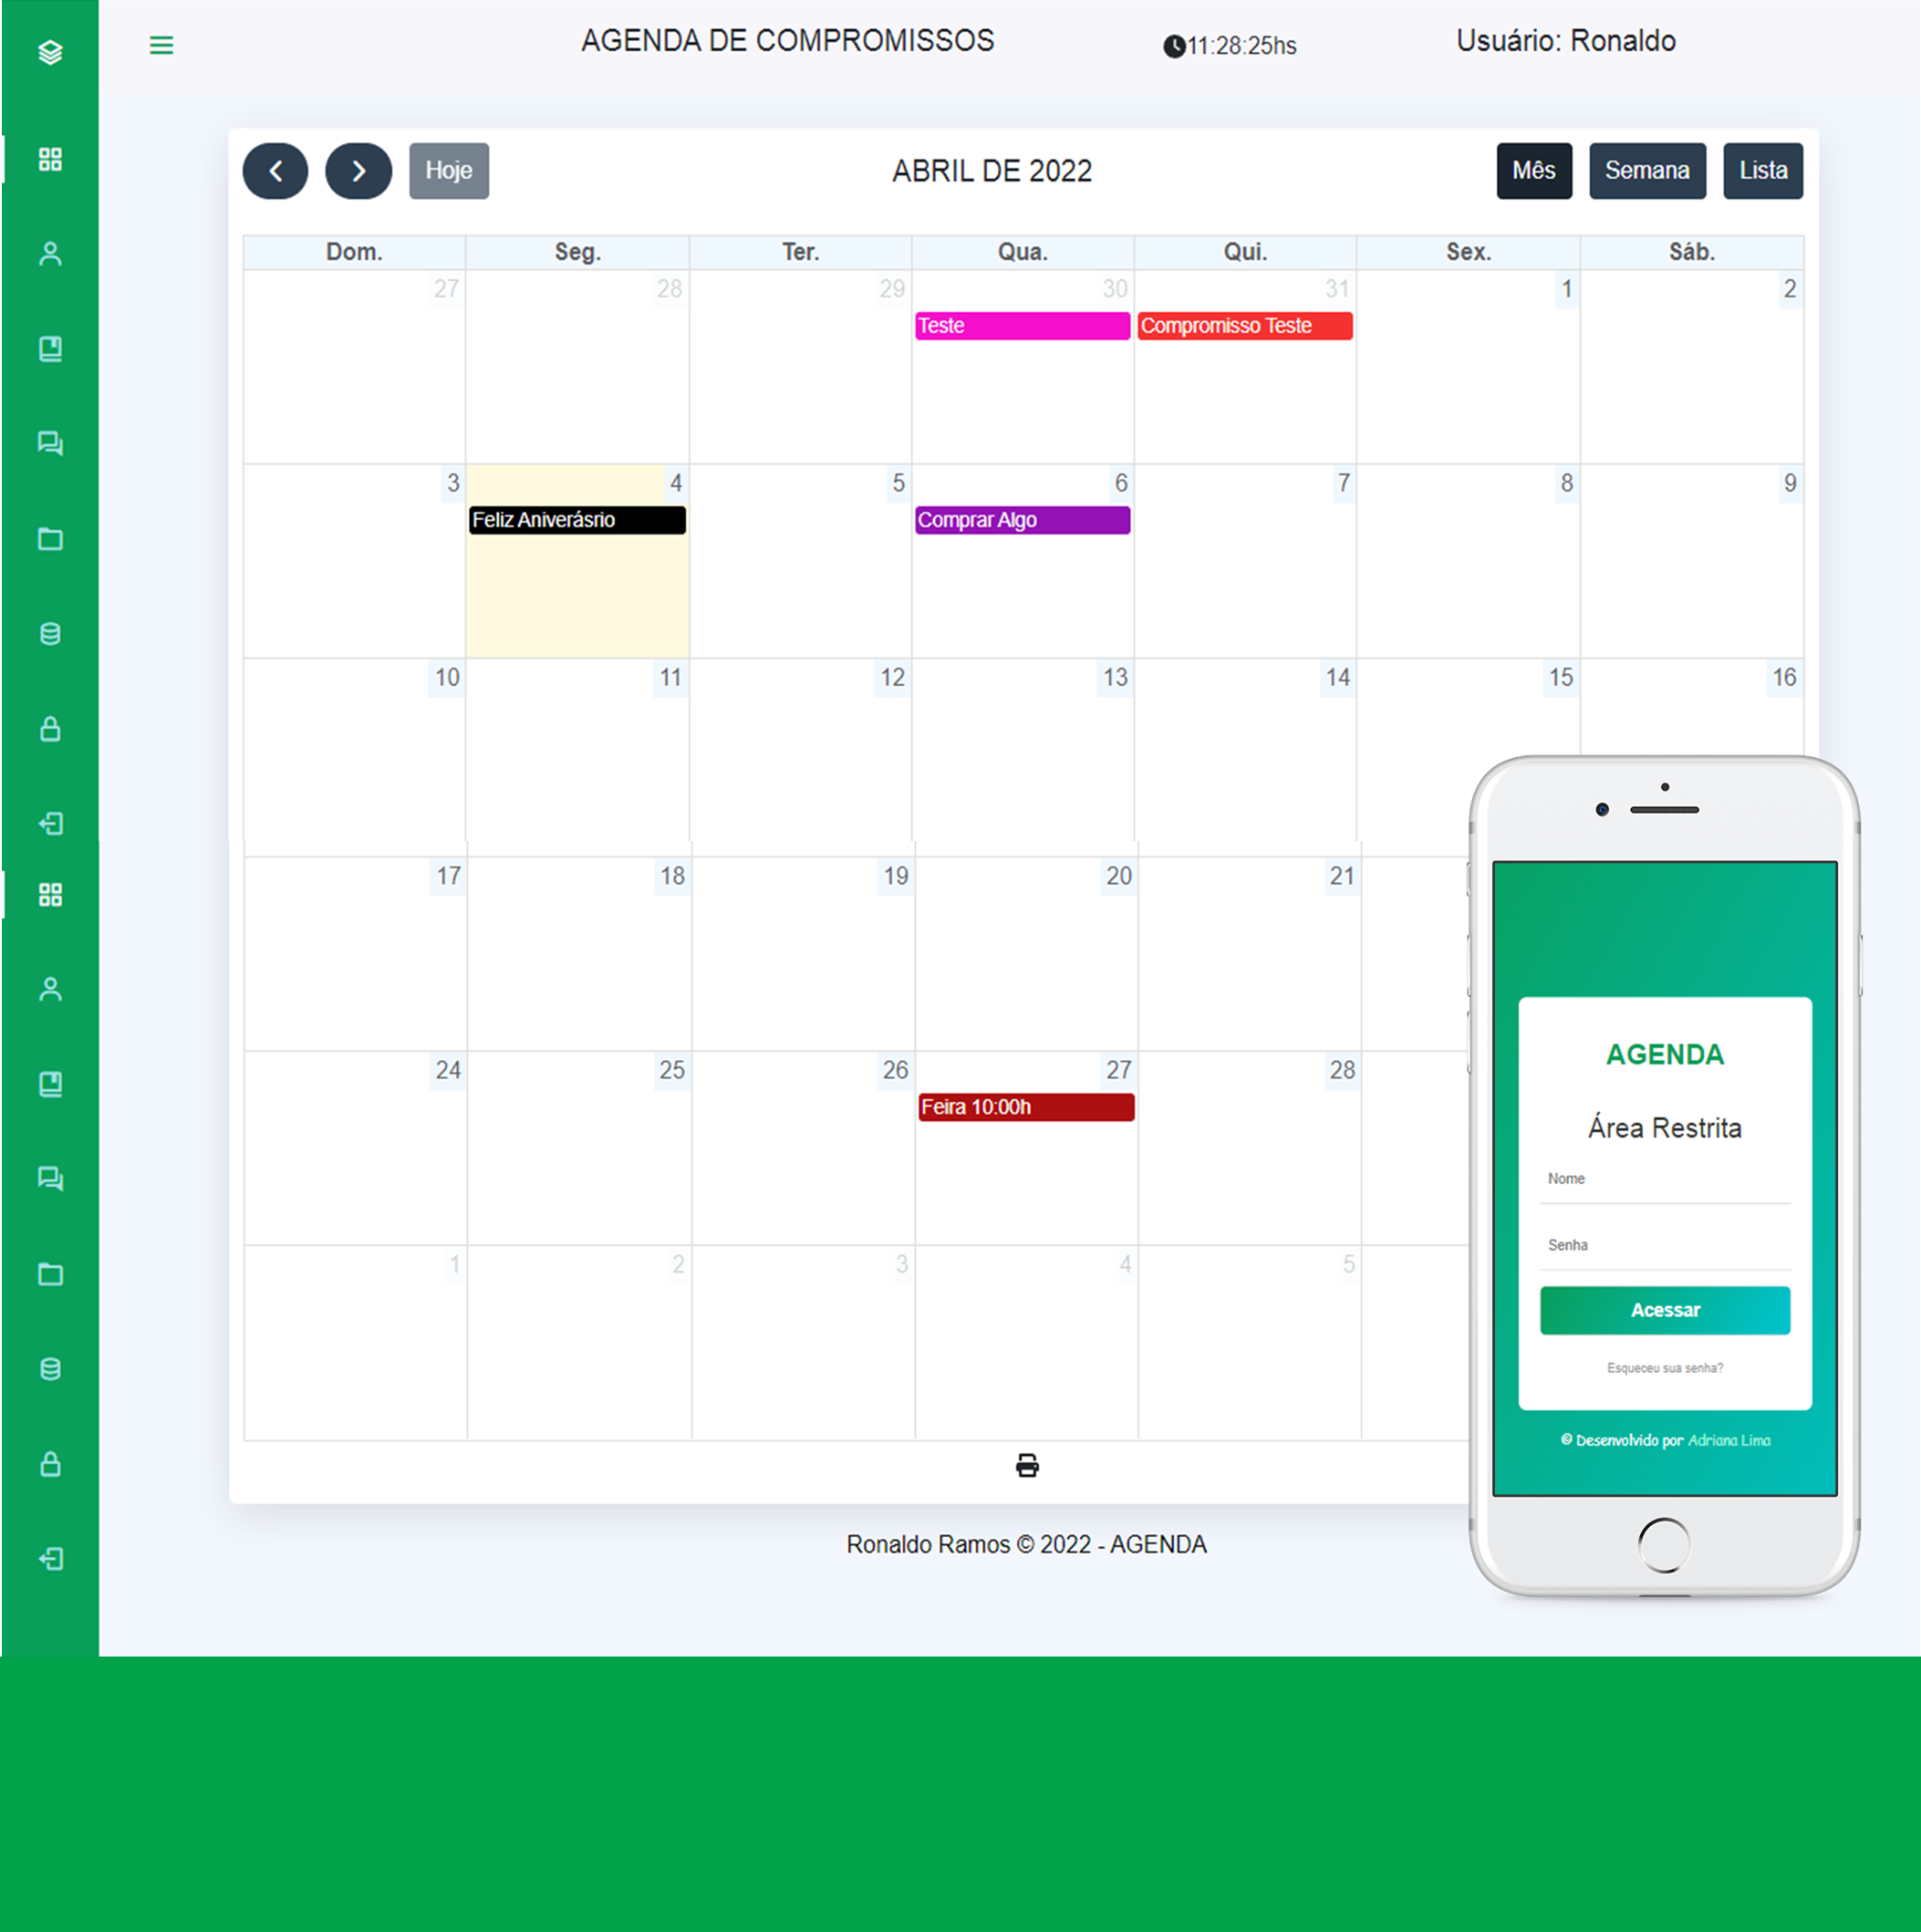 AGENDA DE COMPROMISSOS
11:28:25hs
Usuário: Ronaldo
Hoje
ABRIL DE 2022
Mês
Semana
Lista
Dom. Seg. Ter. Qua. Qui. Sex. Sáb.
27 28 29 30 31 1 2
Teste
Compromisso Teste
3 4 5 6 7 8 9
Feliz Aniverásrio
Comprar Algo
10 11 12 13 14 15 16
17 18 19 20 21
24 25 26 27 28
Feira 10:00h
1 2 3 4 5
Ronaldo Ramos © 2022 - AGENDA
AGENDA
Área Restrita
Nome
Senha
Acessar
Esqueceu sua senha?
© Desenvolvido por Adriana Lima